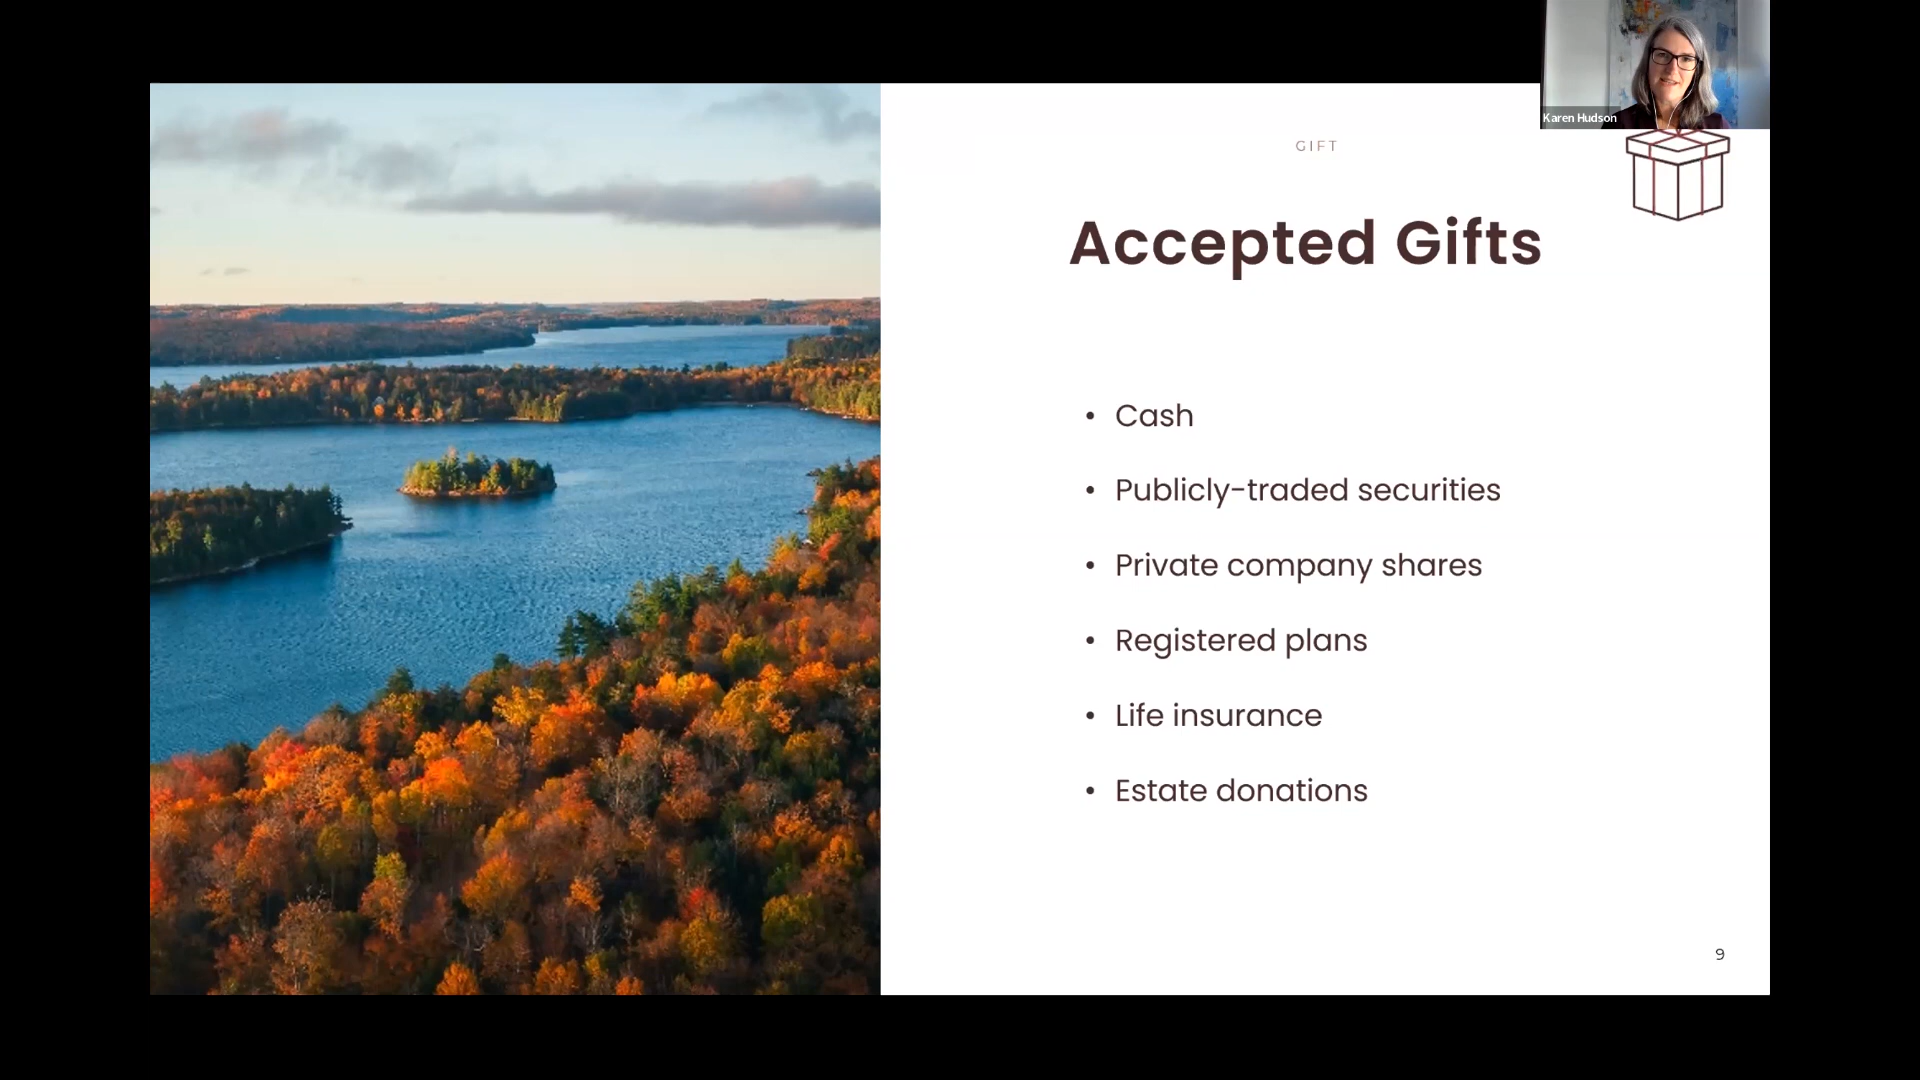 Karen Hudson
GIFT
Accepted Gifts
• Cash
• Publicly-traded securities
• Private company shares
• Registered plans
• Life insurance
• Estate donations
9